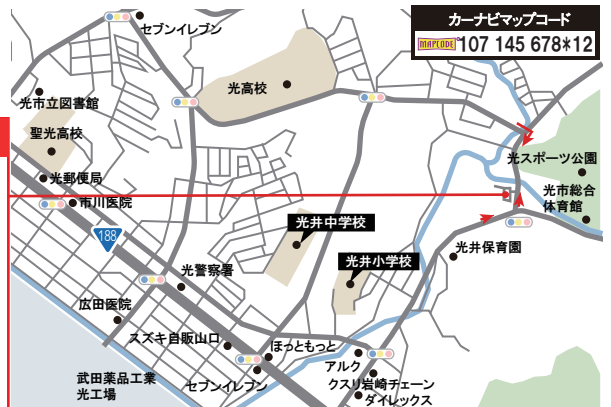 カーナビマップコード
MAPCODE 107 145 678*12
セブンイレブン
光高校
光市立図書館
聖光高校
光スポーツ公園
光郵便局
市川医院
光市総合
体育館
188
光井中学校
光井小学校
光井保育園
光警察署
広田医院
スズキ自販山口
ほっともっと
アルク
武田薬品工業
光工場
セブンイレブン
クスリ岩崎チェーン
ダイレックス